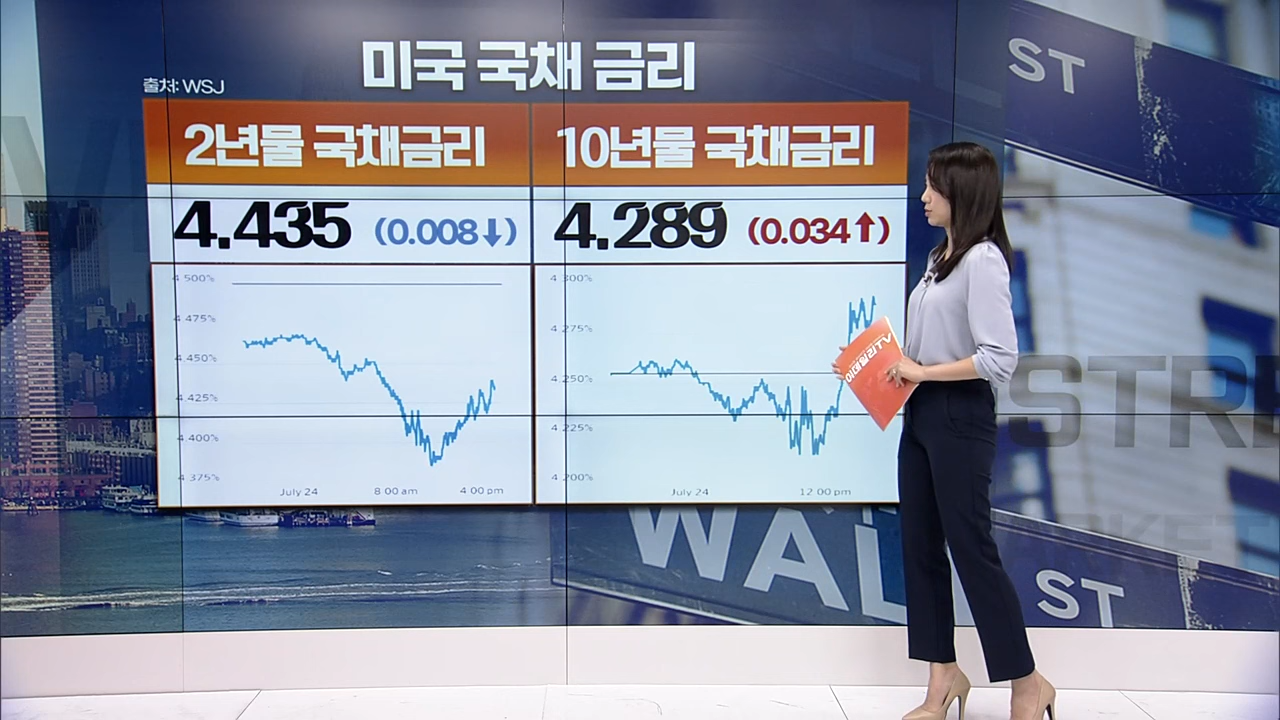 미국 국채 금리
출처: WSJ
2년물 국채금리
10년물 국채금리
4.435 (0.008↓)
4.289 (0.034↑)
4.500%
4.475%
4.450%
4.425%
4.400%
4.375%
July 24 8:00 am 4:00 pm
4.300%
4.275%
4.250%
4.225%
4.200%
July 24 12:00 pm
이데일리TV
ST
STRE
WALL
ST